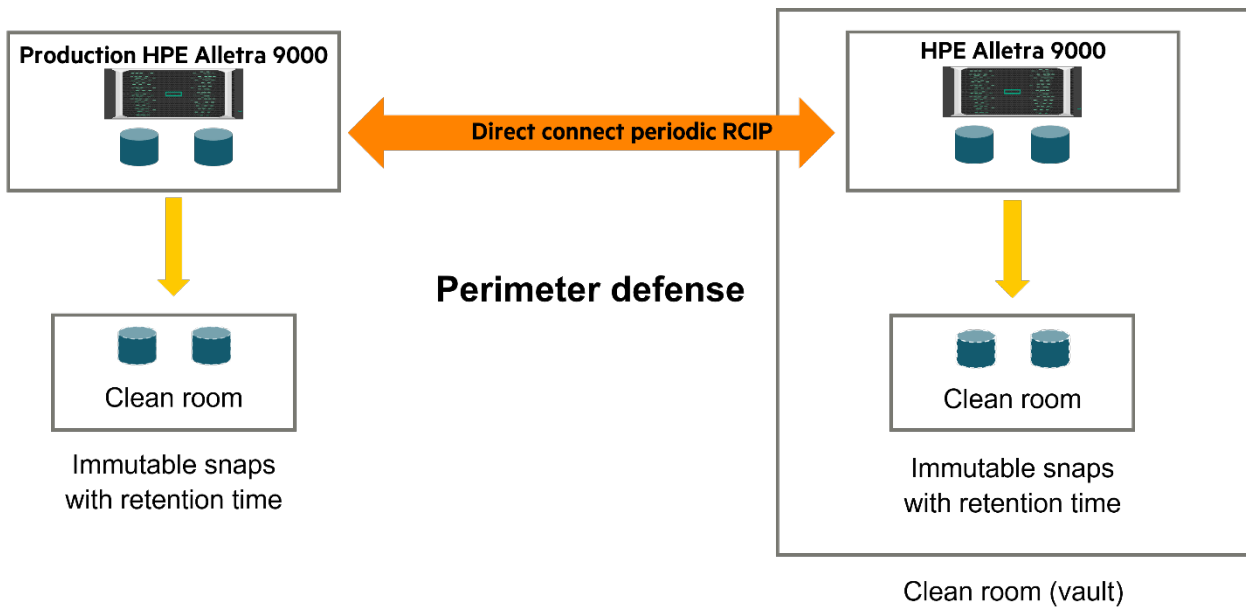 Production HPE Alletra 9000
HPE Alletra 9000
Direct connect periodic RCIP
Perimeter defense
Clean room
Clean room
Immutable snaps
with retention time
Immutable snaps
with retention time
Clean room (vault)